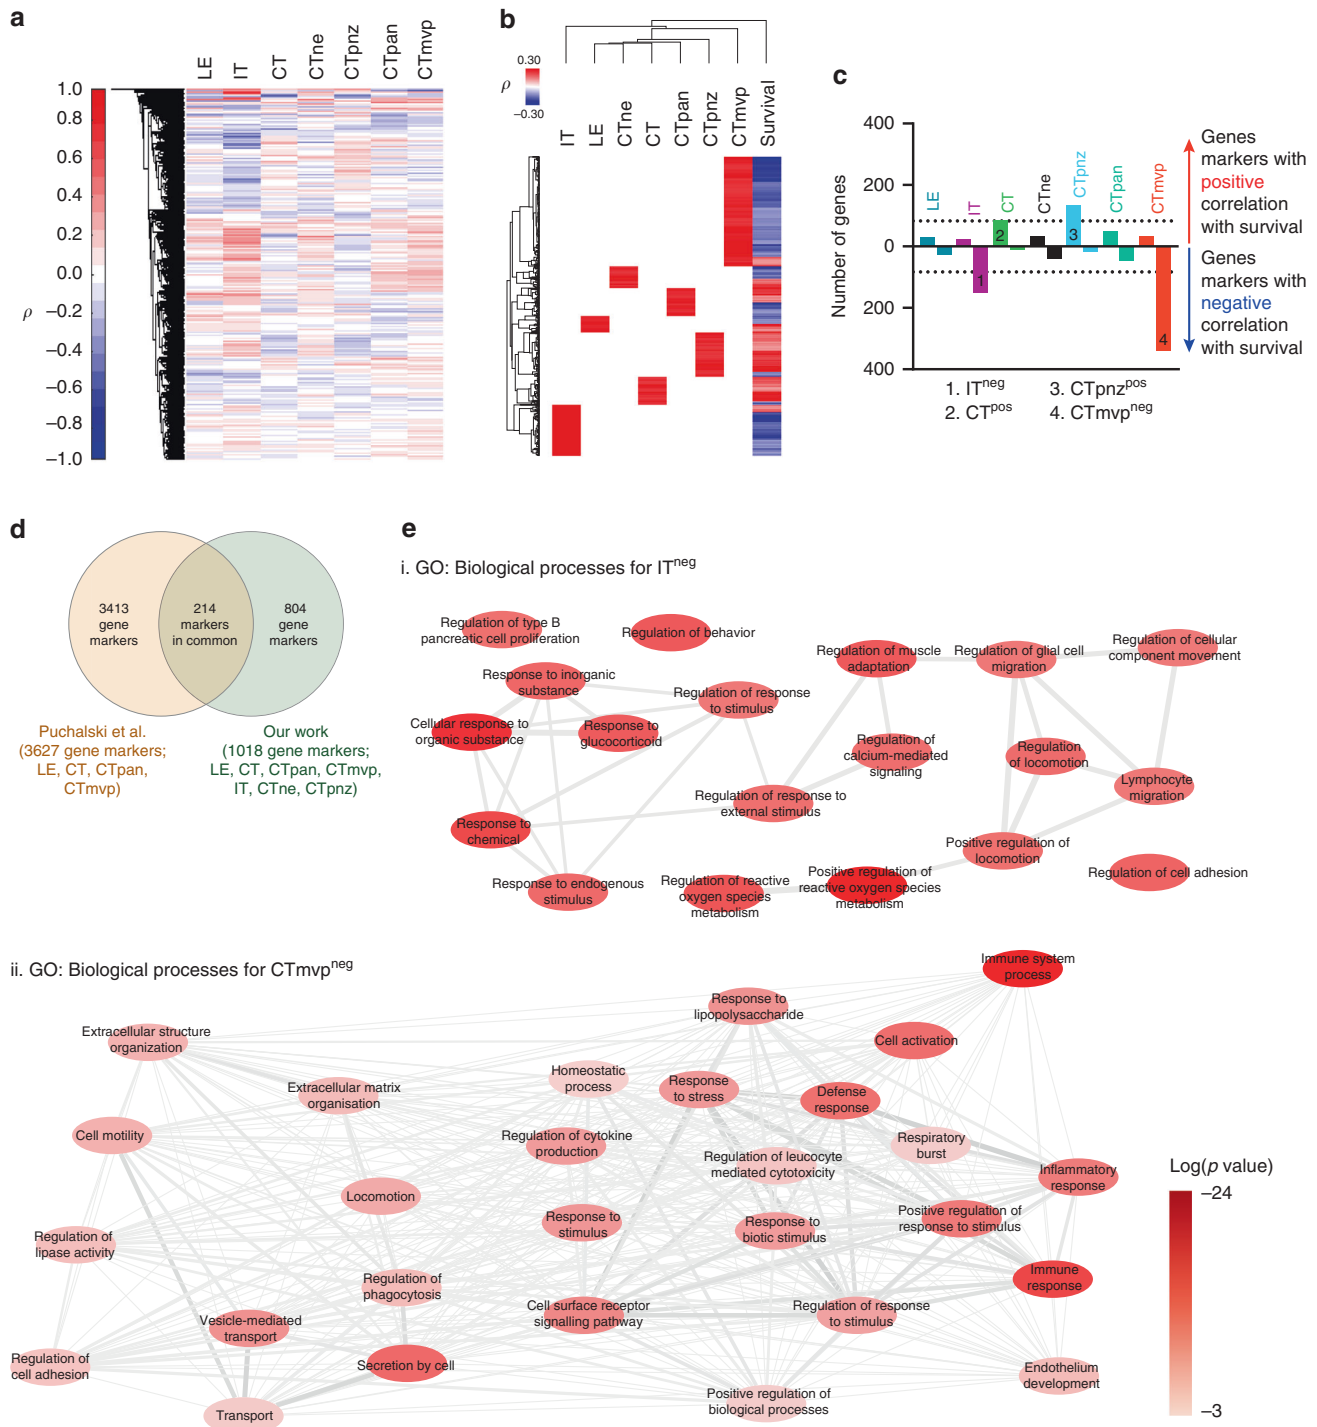 a
LE
IT
CT
CTne
CTpnz
CTpan
CTmvp
1.0
0.8
0.6
0.4
0.2
0.0
−0.2
−0.4
−0.6
−0.8
−1.0
ρ
b
0.30
ρ
−0.30
IT
LE
CTne
CT
CTpan
CTpnz
CTmvp
Survival
c
400
200
0
200
400
Number of genes
LE
IT
CT
CTne
CTpnz
CTpan
CTmvp
1
2
3
4
Genes
markers with
positive
correlation
with survival
Genes
markers with
negative
correlation
with survival
1. ITneg
2. CTpos
3. CTpnzpos
4. CTmvpneg
d
3413
gene
markers
214
markers
in common
804
gene
markers
Puchalski et al.
(3627 gene markers;
LE, CT, CTpan,
CTmvp)
Our work
(1018 gene markers;
LE, CT, CTpan, CTmvp,
IT, CTne, CTpnz)
e
i. GO: Biological processes for ITneg
Regulation of type B
pancreatic cell proliferation
Regulation of behavior
Regulation of muscle
adaptation
Regulation of glial cell
migration
Regulation of cellular
component movement
Response to inorganic
substance
Regulation of response
to stimulus
Cellular response to
organic substance
Response to
glucocorticoid
Regulation of
calcium-mediated
signaling
Regulation
of locomotion
Lymphocyte
migration
Regulation of response to
external stimulus
Response to
chemical
Positive regulation of
locomotion
Regulation of cell adhesion
Response to endogenous
stimulus
Regulation of reactive
oxygen species
metabolism
Positive regulation of
reactive oxygen species
metabolism
ii. GO: Biological processes for CTmvpneg
Immune system
process
Response to
lipopolysaccharide
Extracellular structure
organization
Cell activation
Homeostatic
process
Response
to stress
Defense
response
Extracellular matrix
organisation
Cell motility
Regulation of cytokine
production
Respiratory
burst
Regulation of leucocyte
mediated cytotoxicity
Inflammatory
response
Locomotion
Response to
stimulus
Response to
biotic stimulus
Positive regulation of
response to stimulus
Regulation of
lipase activity
Regulation of
phagocytosis
Immune
response
Vesicle-mediated
transport
Cell surface receptor
signalling pathway
Regulation of response
to stimulus
Regulation of
cell adhesion
Secretion by cell
Endothelium
development
Transport
Positive regulation of
biological processes
Log(p value)
−24
−3